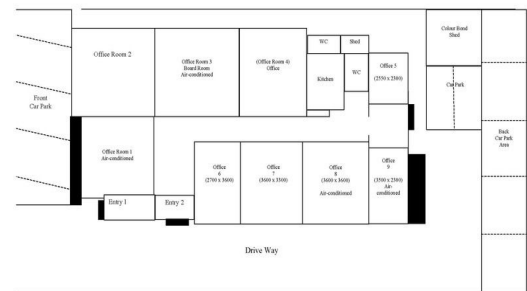 Office Room 2
Office Room 3
Board Room
Air-conditioned
(Office Room 4)
Office
WC
Shed
Kitchen
WC
Office 5
(2550 x 2380)
Colour Bond
Shed
Car Park
Front
Car Park
Back
Car Park
Area
Office Room 1
Air-conditioned
Entry 1
Entry 2
Office
6
(2700 x 3600)
Office
7
(3600 x 3300)
Office
8
(3600 x 3600)
Air-conditioned
Office
9
(3500 x 2380)
Air-
conditioned
Drive Way